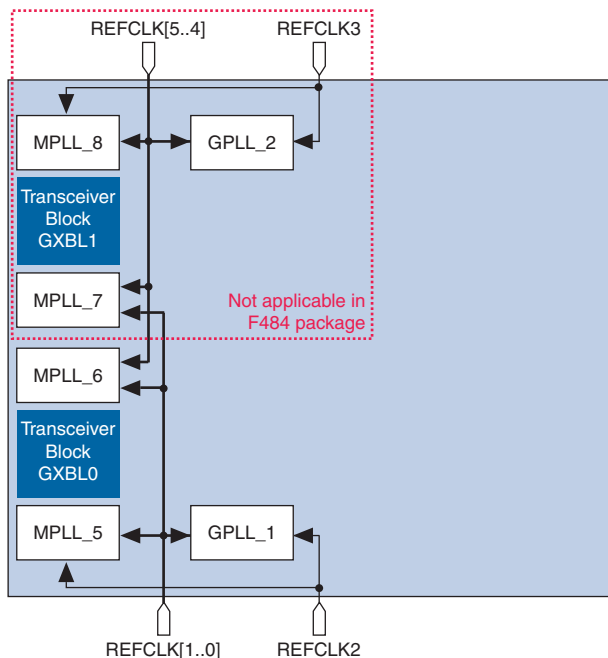 REFCLK[5..4]
REFCLK3
MPLL_8
GPLL_2
Transceiver
Block
GXBL1
MPLL_7
Not applicable in
F484 package
MPLL_6
Transceiver
Block
GXBL0
MPLL_5
GPLL_1
REFCLK[1..0]
REFCLK2